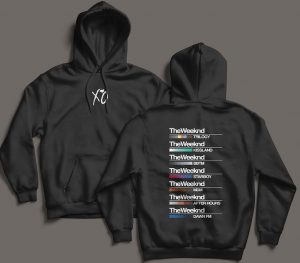 XO
TheWeeknd
TRILOGY
TheWeeknd
KISSLAND
TheWeeknd
BBTM
TheWeeknd
STARBOY
TheWeeknd
MDM
TheWeeknd
AFTER HOURS
TheWeeknd
DAWN FM